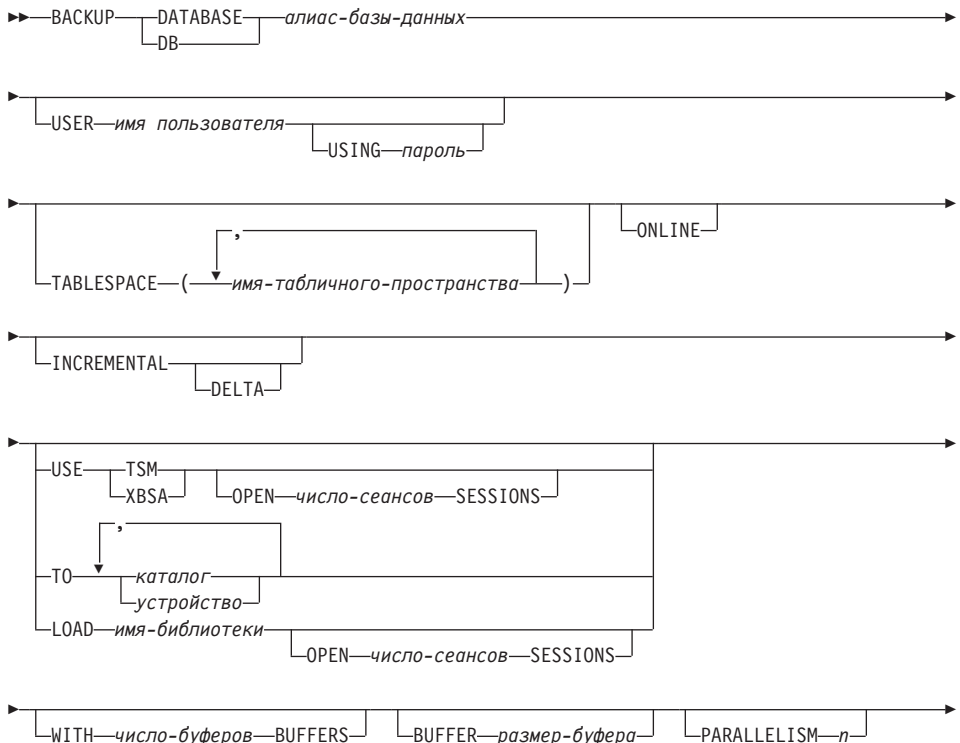 BACKUP DATABASE алиас-базы-данных
DB
USER имя пользователя
USING пароль
,
ONLINE
TABLESPACE ( имя-табличного-пространства )
INCREMENTAL
DELTA
USE TSM
XBSA OPEN число-сеансов SESSIONS
,
TO каталог
устройство
LOAD имя-библиотеки
OPEN число-сеансов SESSIONS
WITH число-буферов BUFFERS BUFFER размер-буфера PARALLELISM n